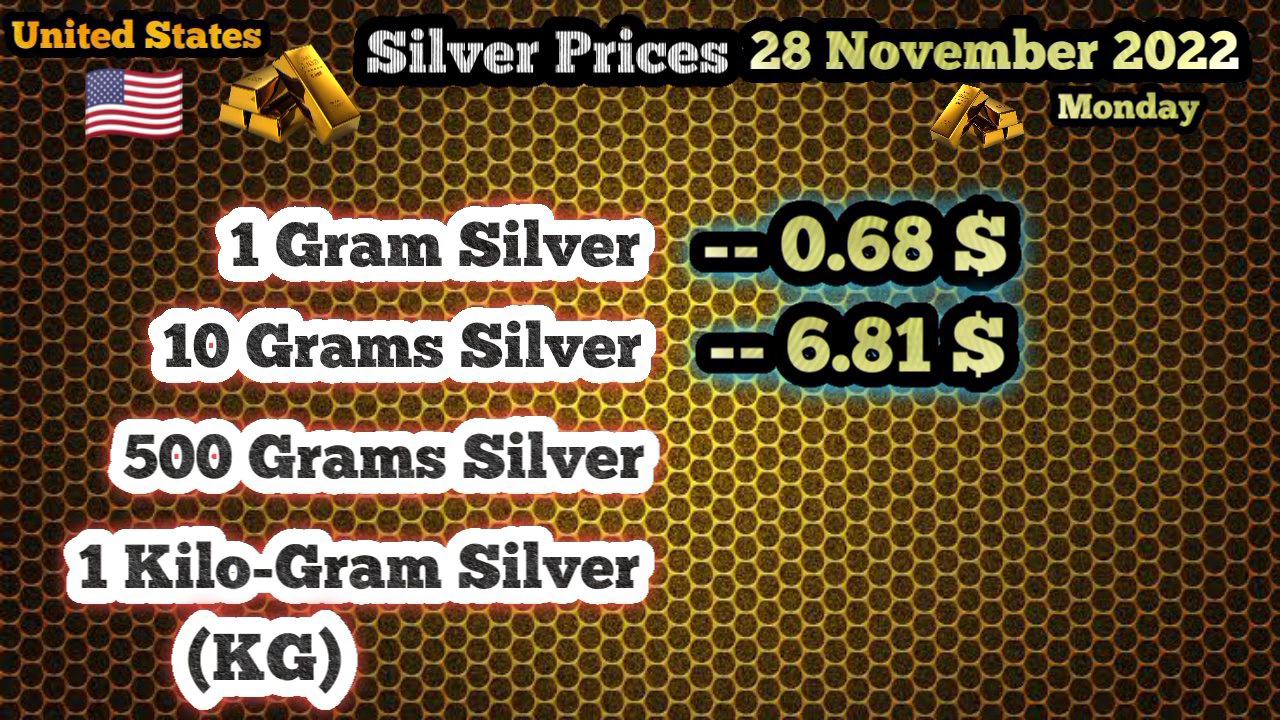 United States
Silver Prices 28 November 2022
Monday
1 Gram Silver -- 0.68 $
10 Grams Silver -- 6.81 $
500 Grams Silver
1 Kilo-Gram Silver
(KG)